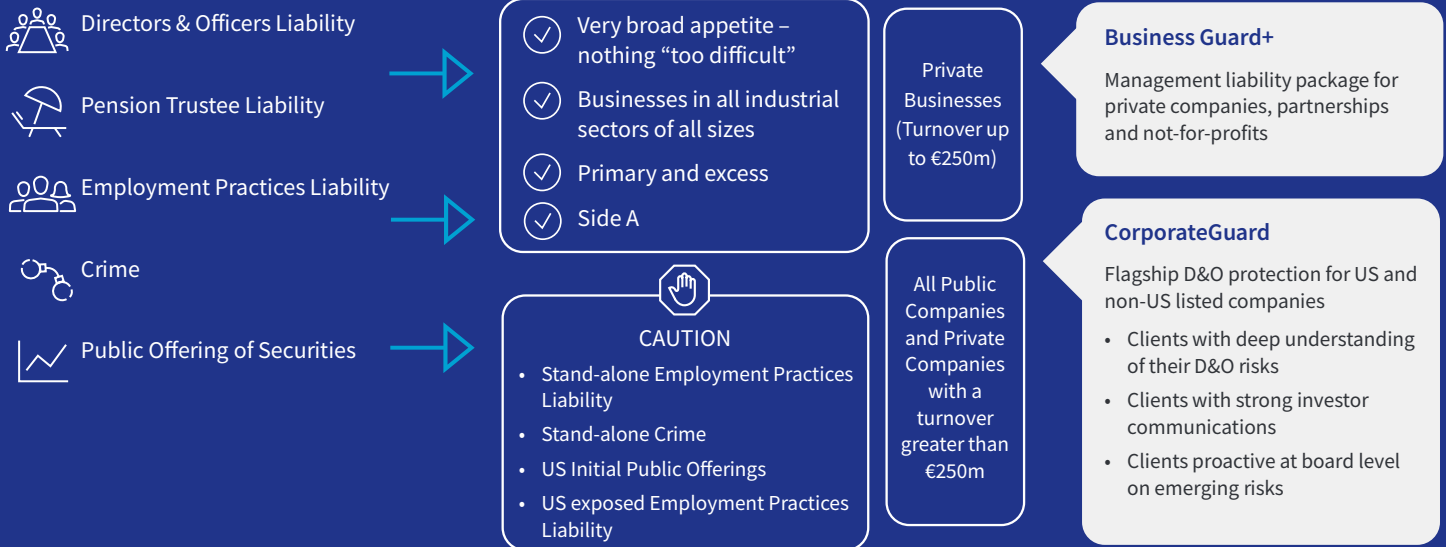 Directors & Officers Liability
Pension Trustee Liability
Employment Practices Liability
Crime
Public Offering of Securities
Very broad appetite –
nothing “too difficult”
Businesses in all industrial
sectors of all sizes
Primary and excess
Side A
CAUTION
• Stand-alone Employment Practices
Liability
• Stand-alone Crime
• US Initial Public Offerings
• US exposed Employment Practices
Liability
Private
Businesses
(Turnover up
to €250m)
All Public
Companies
and Private
Companies
with a
turnover
greater than
€250m
Business Guard+
Management liability package for
private companies, partnerships
and not-for-profits
CorporateGuard
Flagship D&O protection for US and
non-US listed companies
• Clients with deep understanding
of their D&O risks
• Clients with strong investor
communications
• Clients proactive at board level
on emerging risks